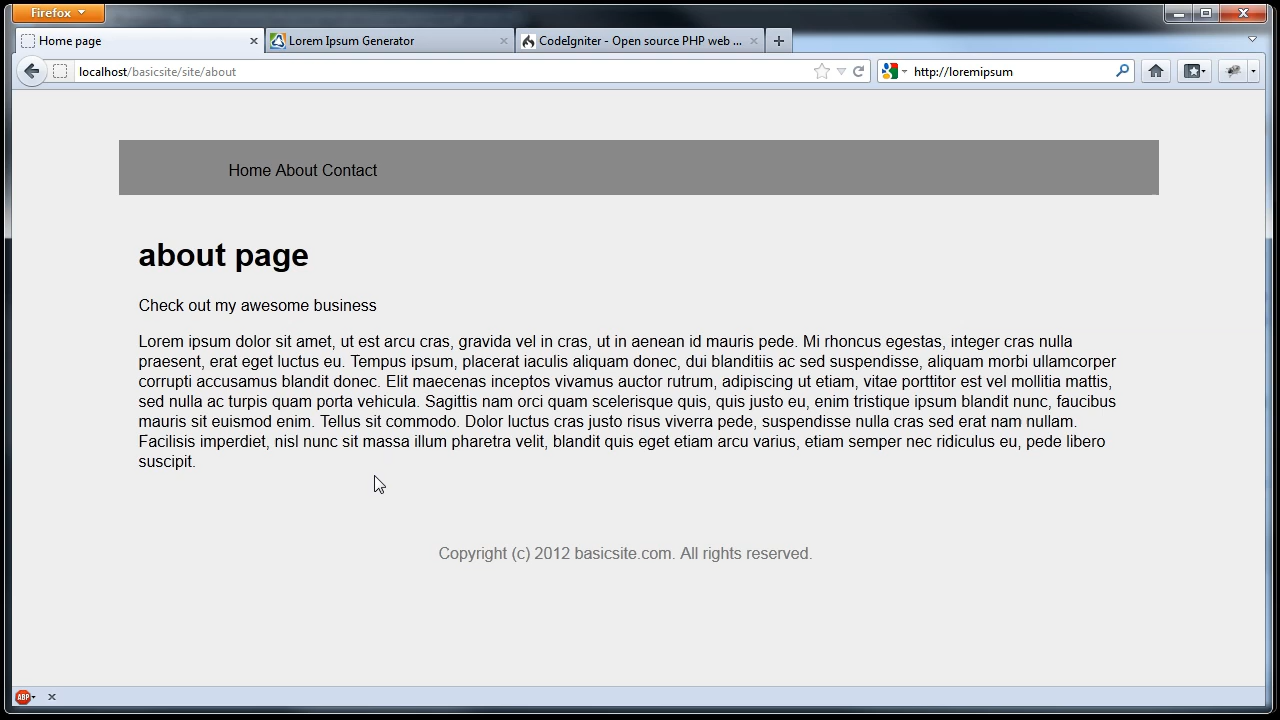 Firefox
Home page
Lorem Ipsum Generator
CodeIgniter - Open source PHP web ...
localhost/basicsite/site/about
http://loremipsum
Home About Contact
about page
Check out my awesome business
Lorem ipsum dolor sit amet, ut est arcu cras, gravida vel in cras, ut in aenean id mauris pede. Mi rhoncus egestas, integer cras nulla
praesent, erat eget luctus eu. Tempus ipsum, placerat iaculis aliquam donec, dui blanditiis ac sed suspendisse, aliquam morbi ullamcorper
corrupti accusamus blandit donec. Elit maecenas inceptos vivamus auctor rutrum, adipiscing ut etiam, vitae porttitor est vel mollitia mattis,
sed nulla ac turpis quam porta vehicula. Sagittis nam orci quam scelerisque quis, quis justo eu, enim tristique ipsum blandit nunc, faucibus
mauris sit euismod enim. Tellus sit commodo. Dolor luctus cras justo risus viverra pede, suspendisse nulla cras sed erat nam nullam.
Facilisis imperdiet, nisl nunc sit massa illum pharetra velit, blandit quis eget etiam arcu varius, etiam semper nec ridiculus eu, pede libero
suscipit.
Copyright (c) 2012 basicsite.com. All rights reserved.
ABP